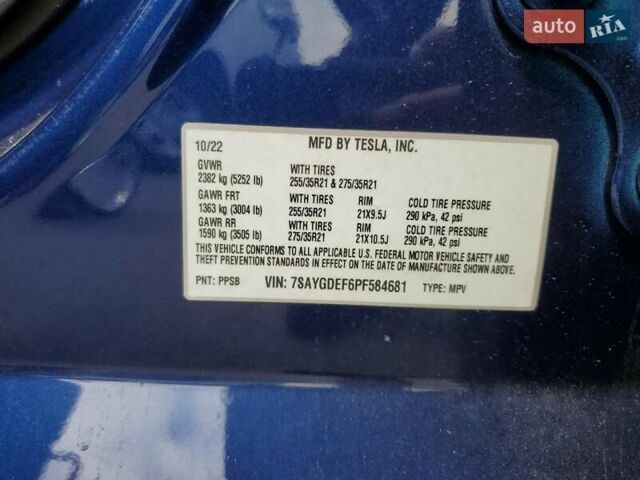 auto RIA
.com
10/22 MFD BY TESLA, INC.
GVWR WITH TIRES
2382 kg (5252 lb) 255/35R21 & 275/35R21
GAWR FRT WITH TIRES RIM COLD TIRE PRESSURE
1363 kg (3004 lb) 255/35R21 21X9.5J 290 kPa, 42 psi
GAWR RR WITH TIRES RIM COLD TIRE PRESSURE
1590 kg (3505 lb) 275/35R21 21X10.5J 290 kPa, 42 psi
THIS VEHICLE CONFORMS TO ALL APPLICABLE U.S. FEDERAL MOTOR VEHICLE SAFETY AND
THEFT PREVENTION STANDARDS IN EFFECT ON THE DATE OF MANUFACTURE SHOWN ABOVE.
PNT: PPSB VIN: 7SAYGDEF6PF584681 TYPE: MPV